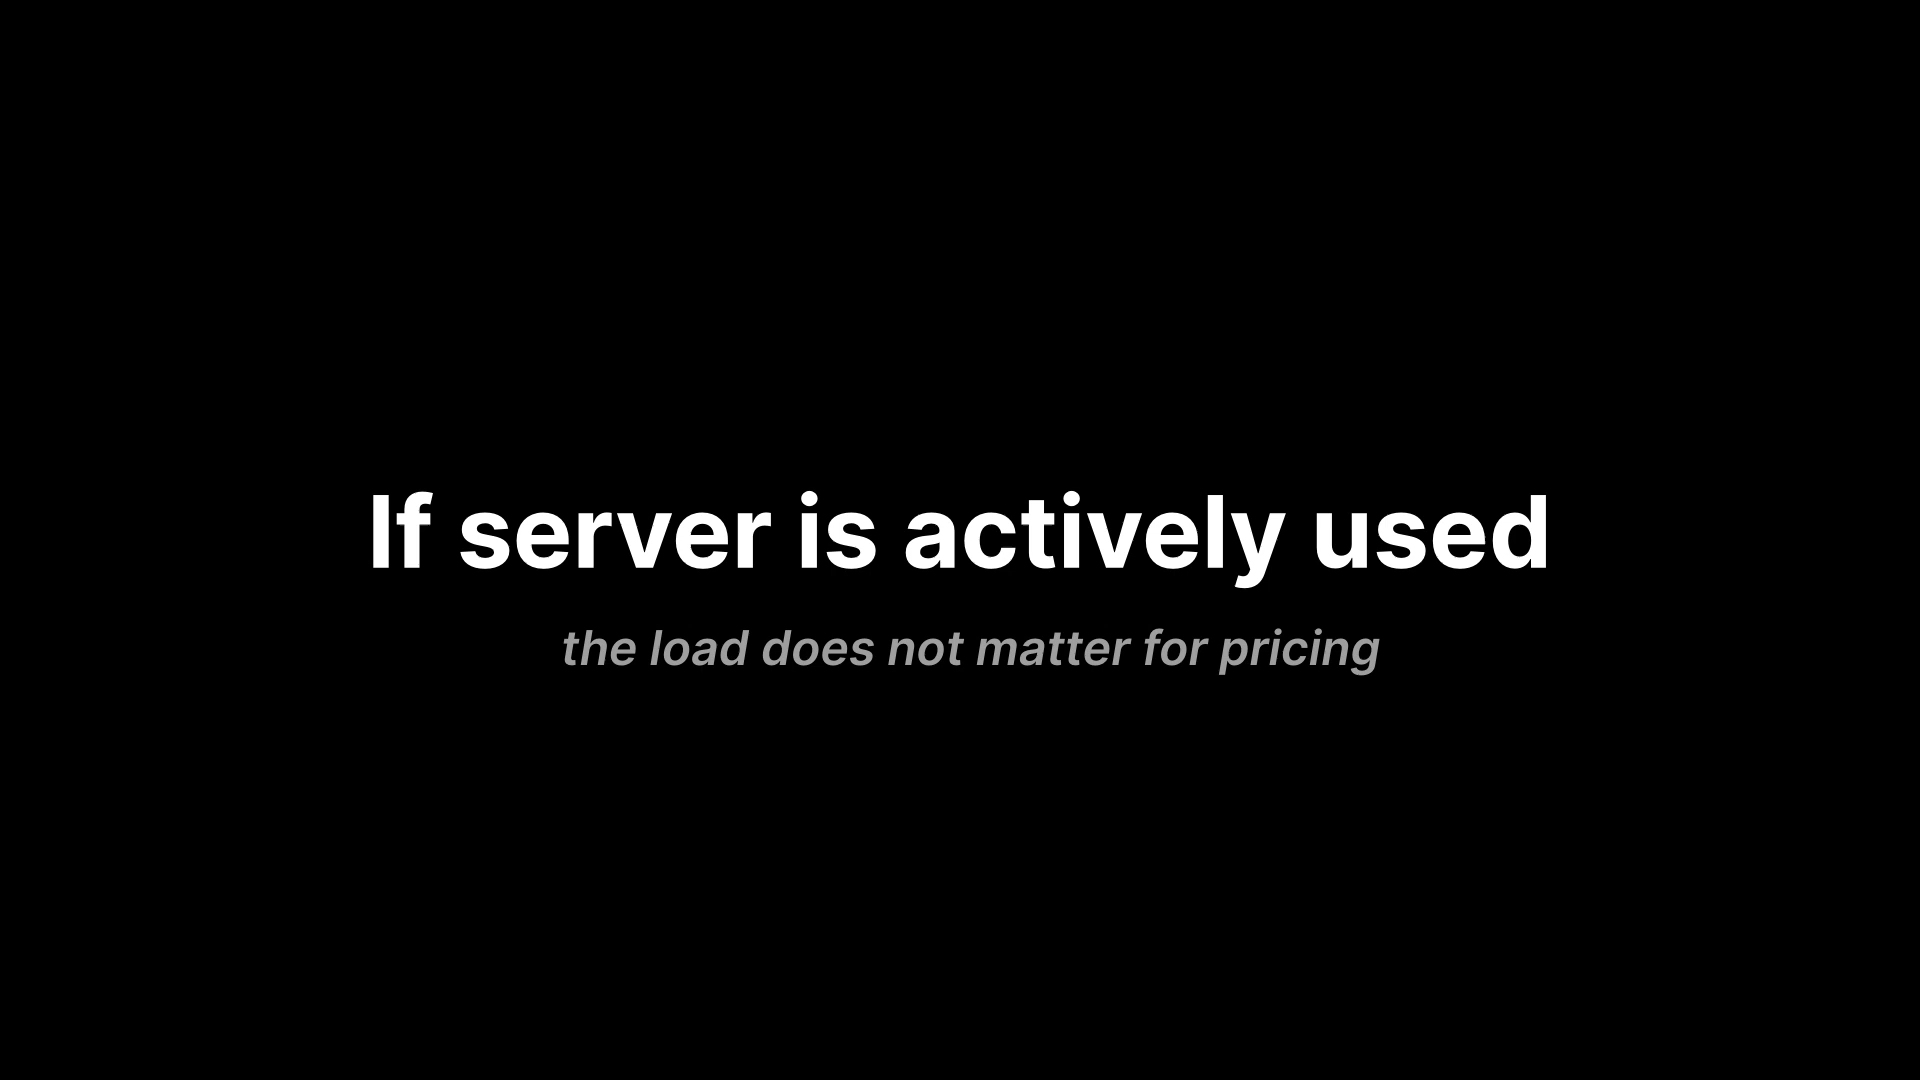 If server is actively used
the load does not matter for pricing